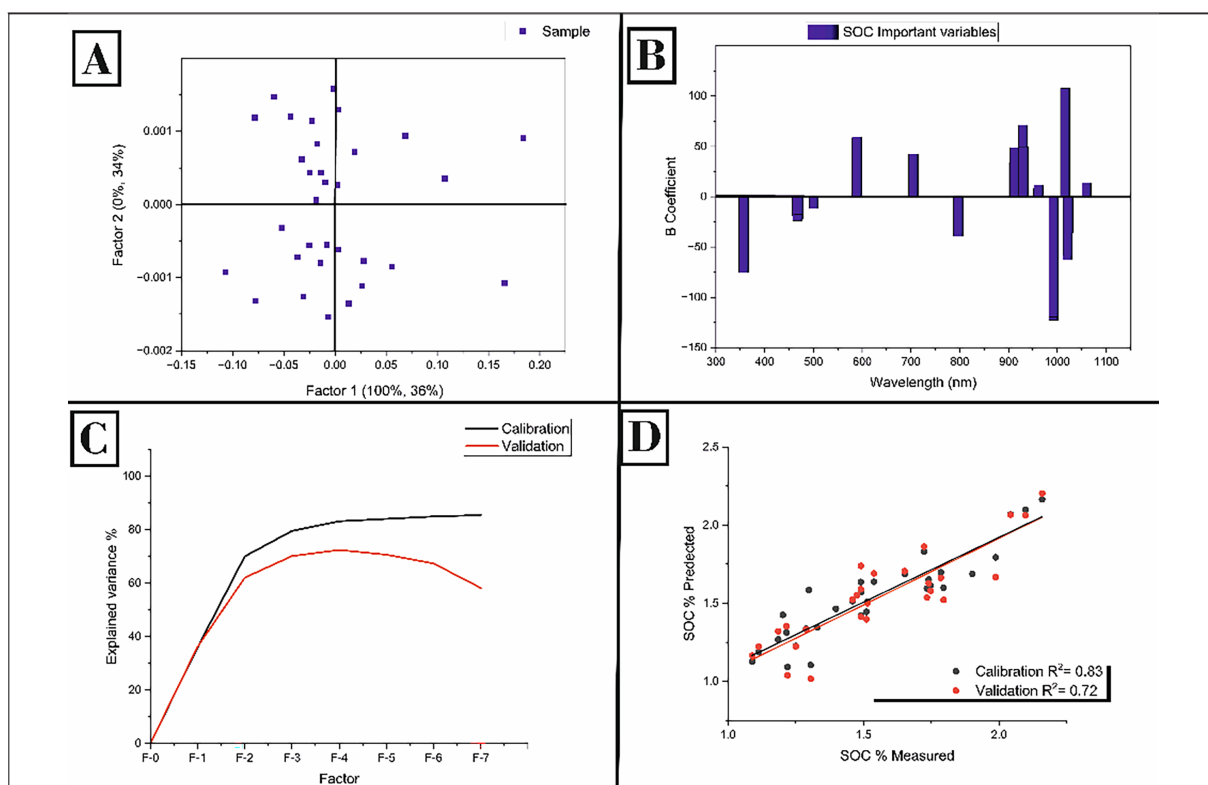 A
Sample
0.001
0.000
−0.001
−0.002
−0.15
−0.10
−0.05
0.00
0.05
0.10
0.15
0.20
Factor 2 (0%, 34%)
Factor 1 (100%, 36%)
B
SOC Important variables
100
50
0
−50
−100
−150
300
400
500
600
700
800
900
1000
1100
B Coefficient
Wavelength (nm)
C
Calibration
Validation
100
80
60
40
20
0
F-0
F-1
F-2
F-3
F-4
F-5
F-6
F-7
Explained variance %
Factor
D
2.5
2.0
1.5
1.0
1.0
1.5
2.0
SOC % Predected
SOC % Measured
Calibration R²= 0.83
Validation R²= 0.72